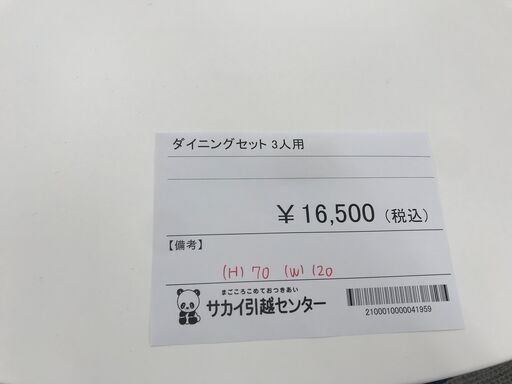 ダイニングセット 3人用
￥16,500（税込）
【備考】
(H) 70 (W) 120
まごころこめておつきあい
サカイ引越センター
2100010000041959